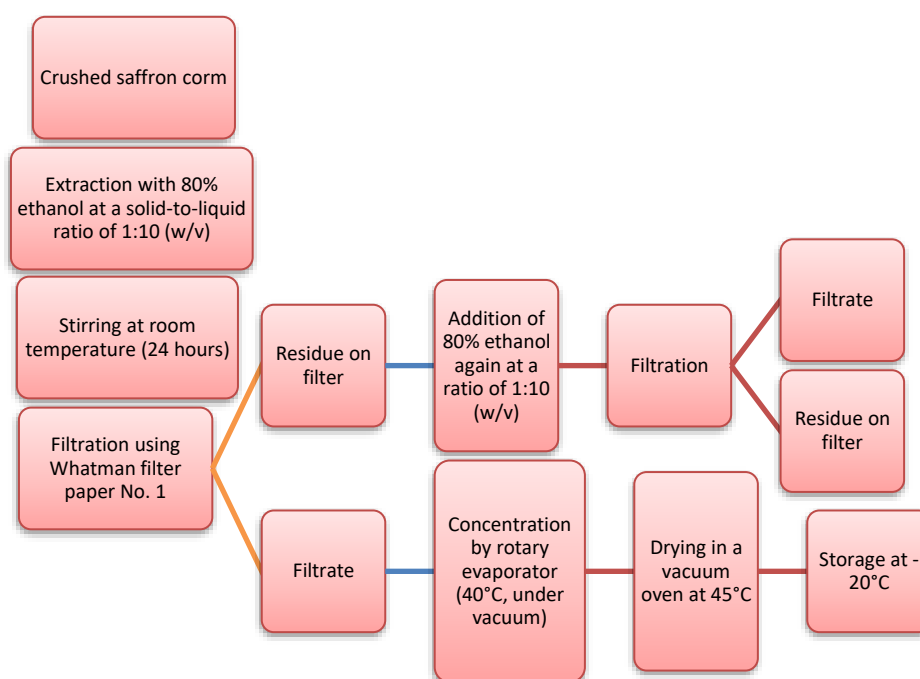 Crushed saffron corm
Extraction with 80%
ethanol at a solid-to-liquid
ratio of 1:10 (w/v)
Stirring at room
temperature (24 hours)
Filtration using
Whatman filter
paper No. 1
Residue on
filter
Addition of
80% ethanol
again at a
ratio of 1:10
(w/v)
Filtration
Filtrate
Residue on
filter
Filtrate
Concentration
by rotary
evaporator
(40°C, under
vacuum)
Drying in a
vacuum
oven at 45°C
Storage at -
20°C